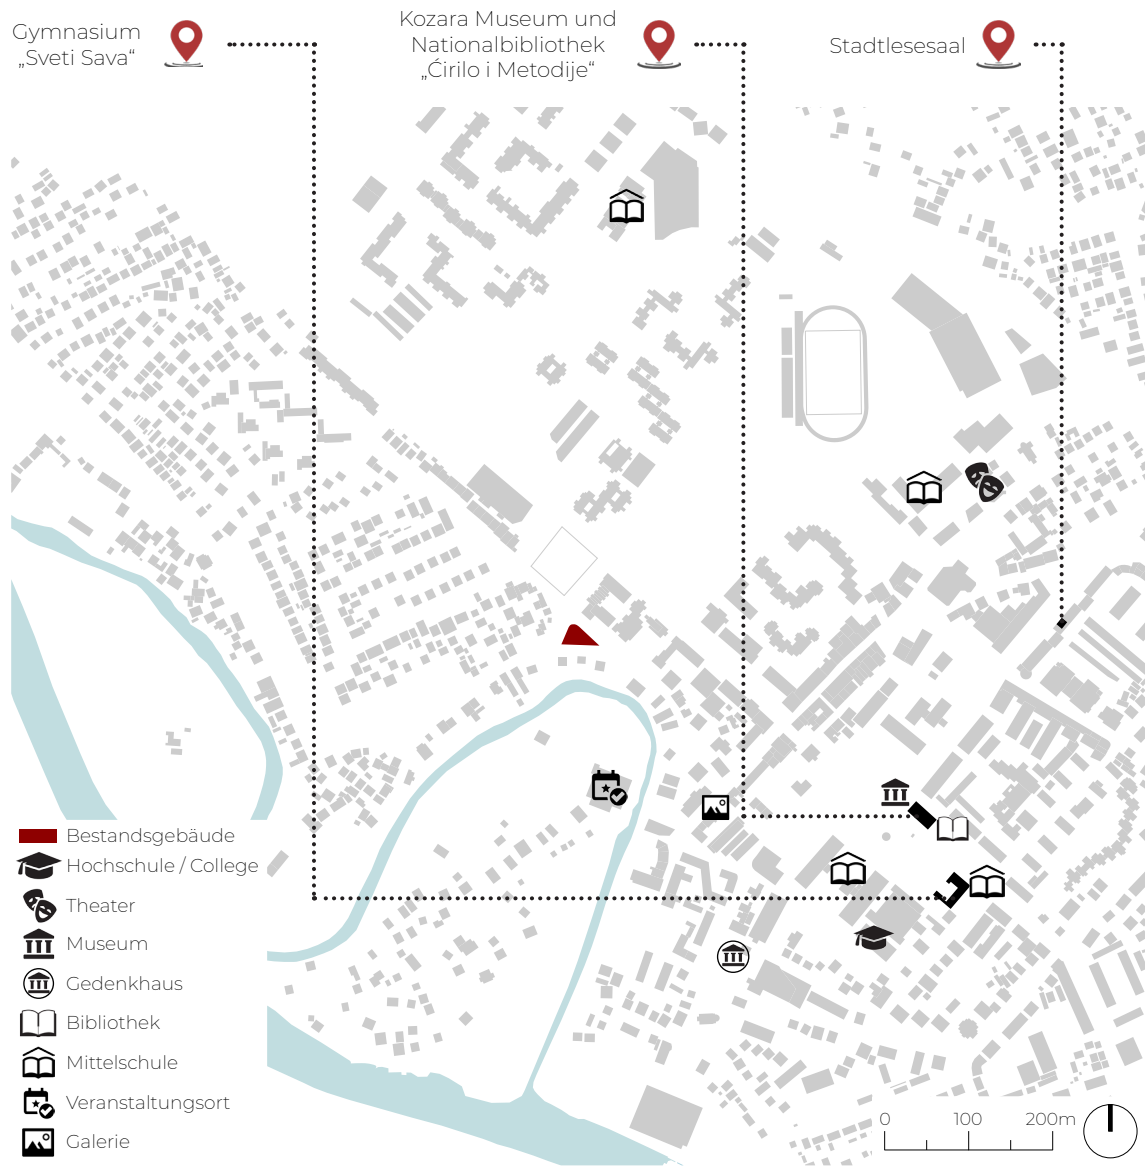 Gymnasium
„Sveti Sava“
Kozara Museum und
Nationalbibliothek
„Ćirilo i Metodije“
Stadtlesesaal
Bestandsgebäude
Hochschule / College
Theater
Museum
Gedenkhaus
Bibliothek
Mittelschule
Veranstaltungsort
Galerie
0 100 200m